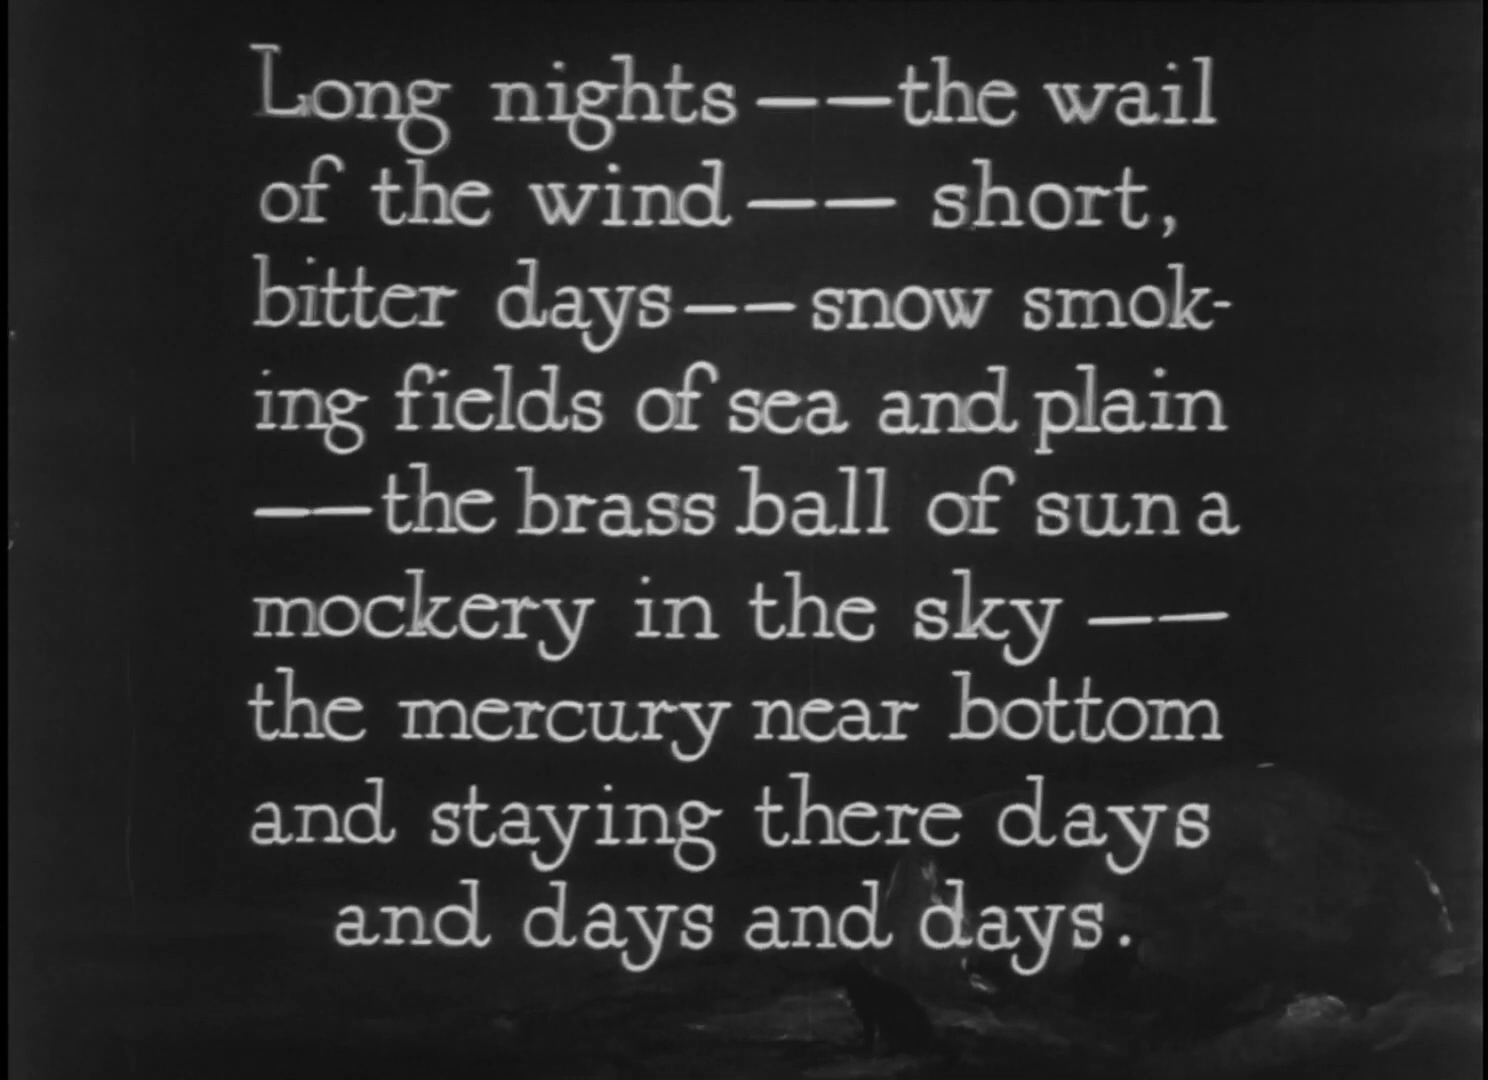 Long nights——the wail
of the wind—— short,
bitter days——snow smok-
ing fields of sea and plain
——the brass ball of sun a
mockery in the sky ——
the mercury near bottom
and staying there days
and days and days.